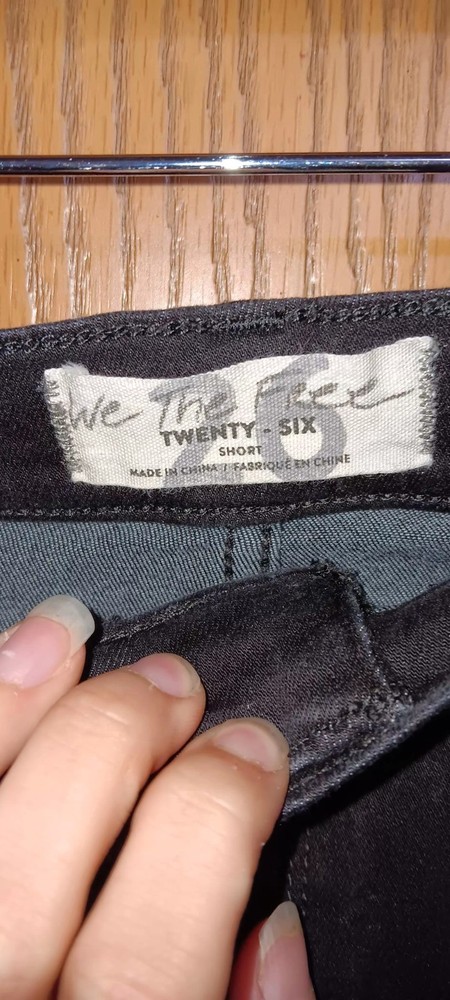 We The Free
26
TWENTY - SIX
SHORT
MADE IN CHINA / FABRIQUÉ EN CHINE